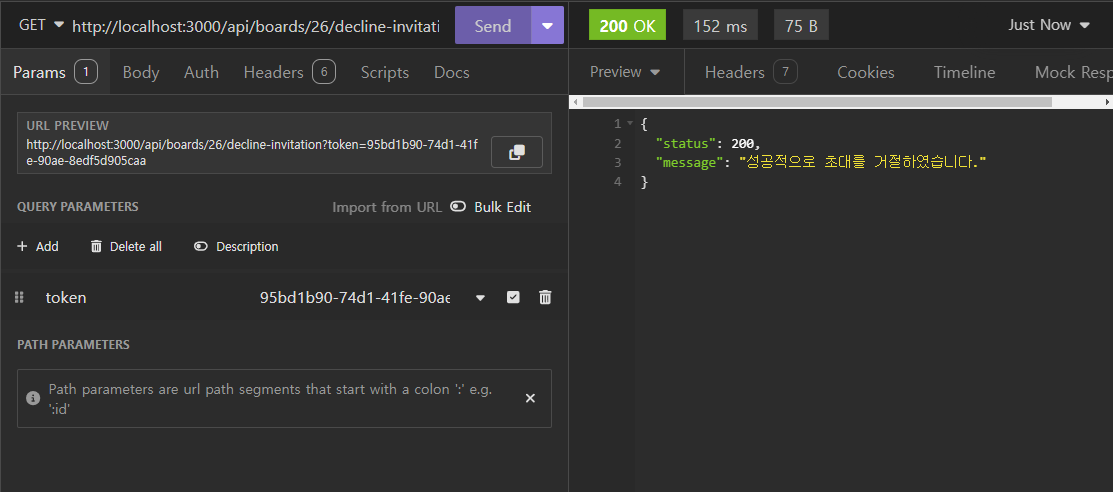 GET http://localhost:3000/api/boards/26/decline-invitati Send
200 OK 152 ms 75 B Just Now
Params 1 Body Auth Headers 6 Scripts Docs
Preview Headers 7 Cookies Timeline Mock Resp
URL PREVIEW
http://localhost:3000/api/boards/26/decline-invitation?token=95bd1b90-74d1-41f
e-90ae-8edf5d905caa
QUERY PARAMETERS Import from URL Bulk Edit
+ Add Delete all Description
token 95bd1b90-74d1-41fe-90ae
PATH PARAMETERS
Path parameters are url path segments that start with a colon ':' e.g.
':id'
1 {
2 "status": 200,
3 "message": "성공적으로 초대를 거절하였습니다."
4 }